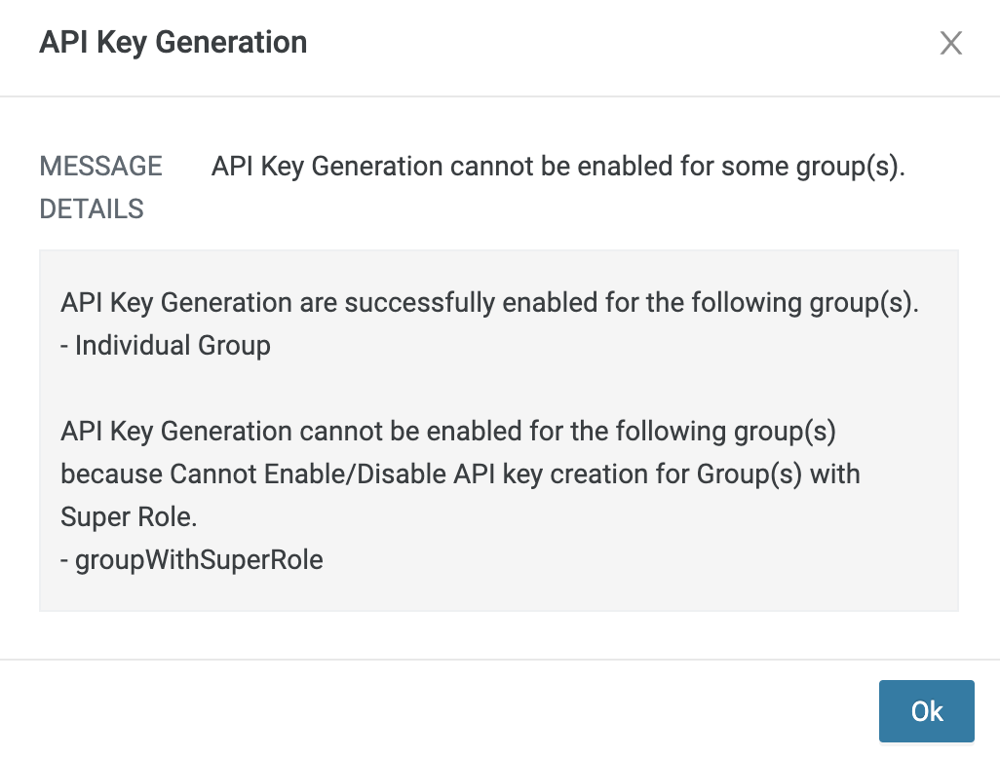 API Key Generation
MESSAGE API Key Generation cannot be enabled for some group(s).
DETAILS
API Key Generation are successfully enabled for the following group(s).
- Individual Group
API Key Generation cannot be enabled for the following group(s)
because Cannot Enable/Disable API key creation for Group(s) with
Super Role.
- groupWithSuperRole
Ok